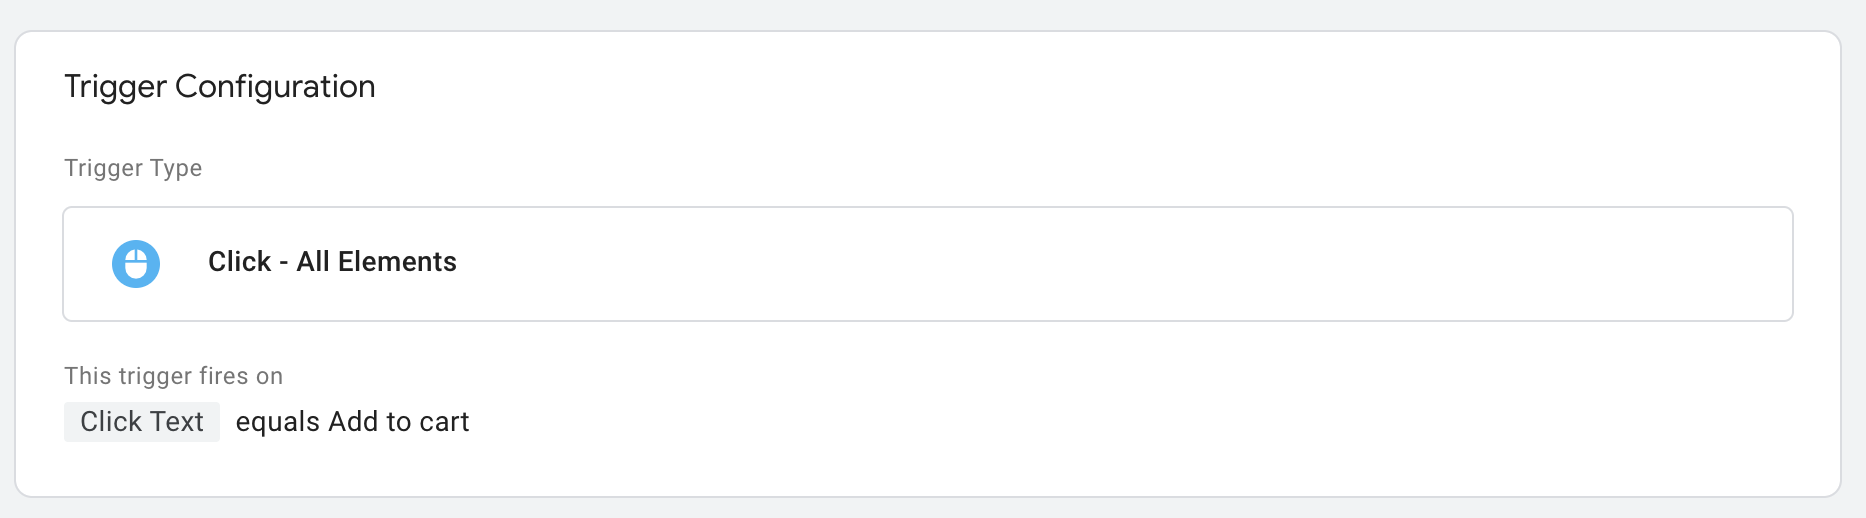 Trigger Configuration
Trigger Type
Click - All Elements
This trigger fires on
Click Text equals Add to cart